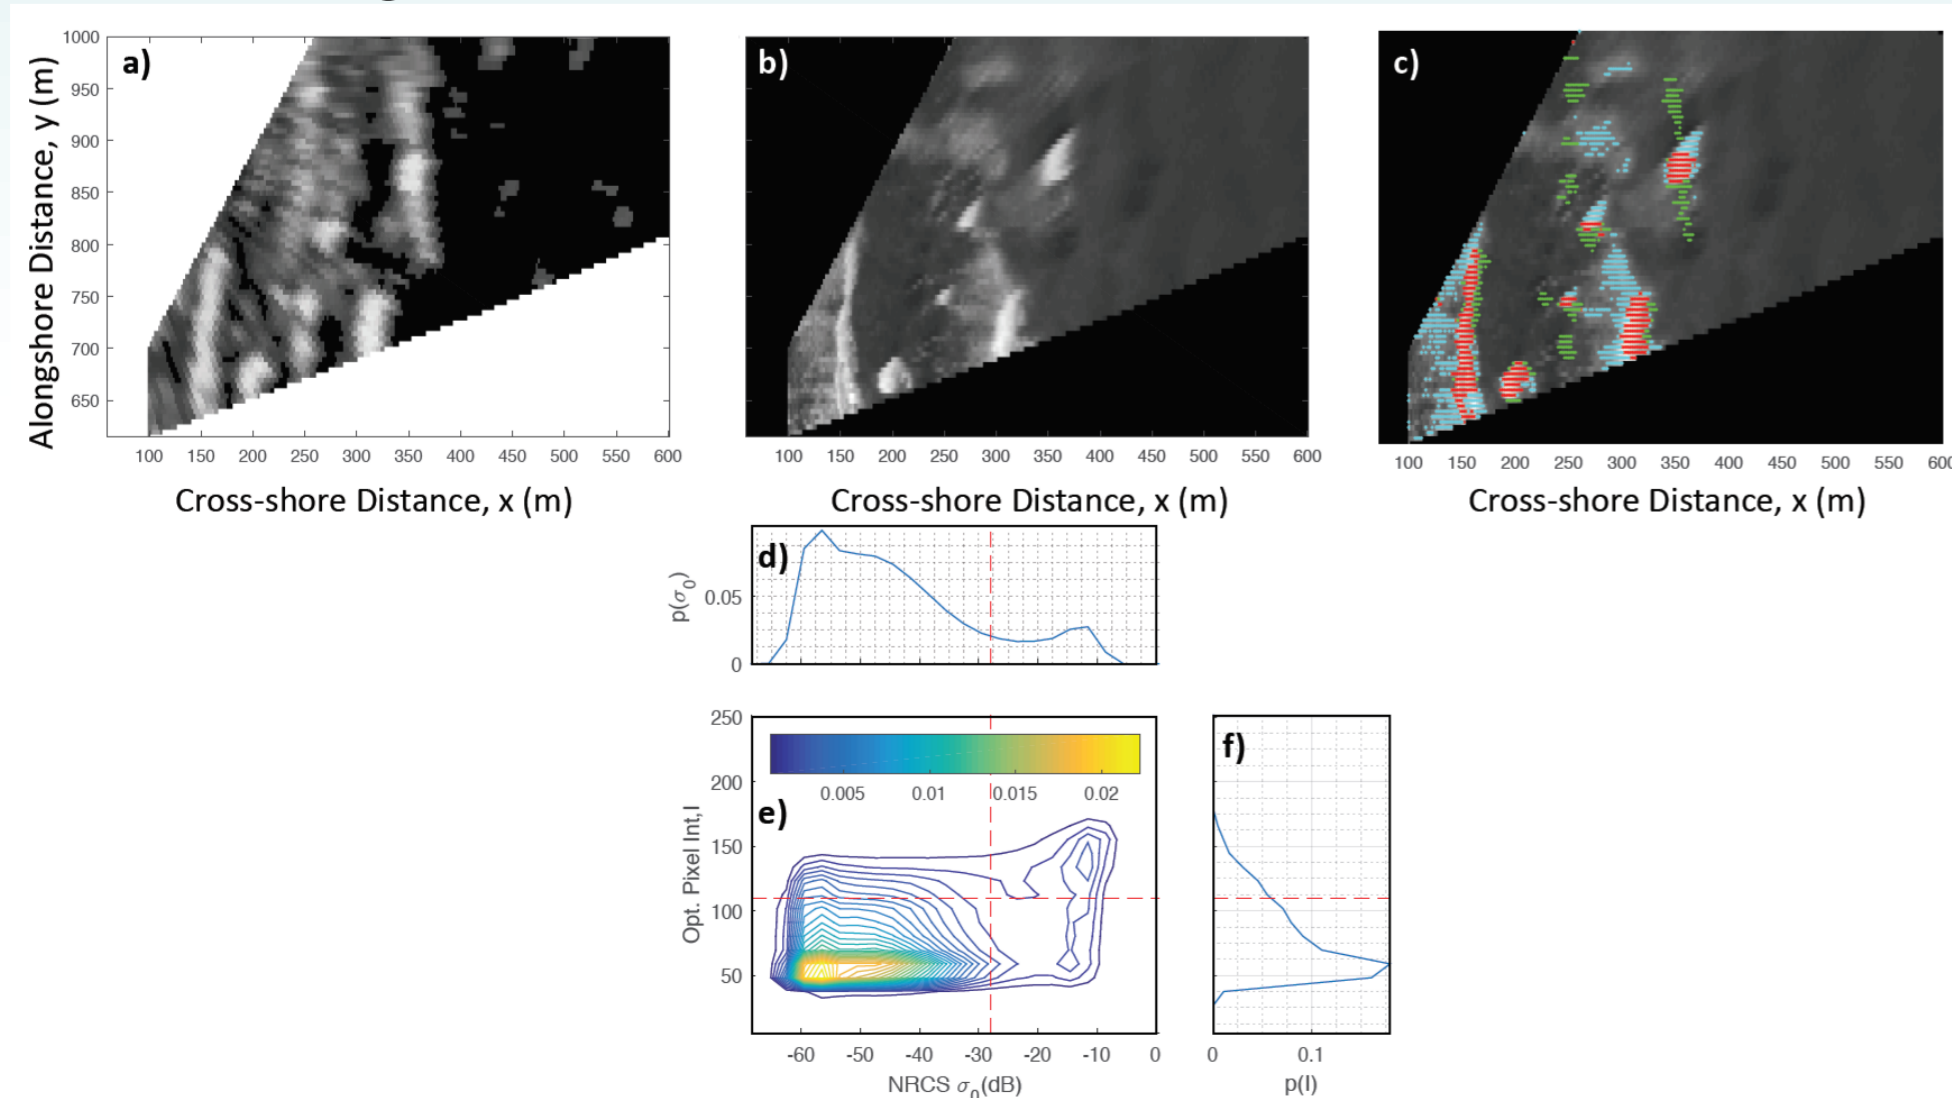 a)
b)
c)
1000
950
900
850
800
750
700
650
Alongshore Distance, y (m)
100 150 200 250 300 350 400 450 500 550 600
100 150 200 250 300 350 400 450 500 550 600
100 150 200 250 300 350 400 450 500 550 600
Cross-shore Distance, x (m)
Cross-shore Distance, x (m)
Cross-shore Distance, x (m)
d)
p(σ0)
0.05
0
250
200
150
100
50
Opt. Pixel Int,I
0.005 0.01 0.015 0.02
e)
-60 -50 -40 -30 -20 -10 0
NRCS σ0(dB)
f)
0 0.1
p(I)